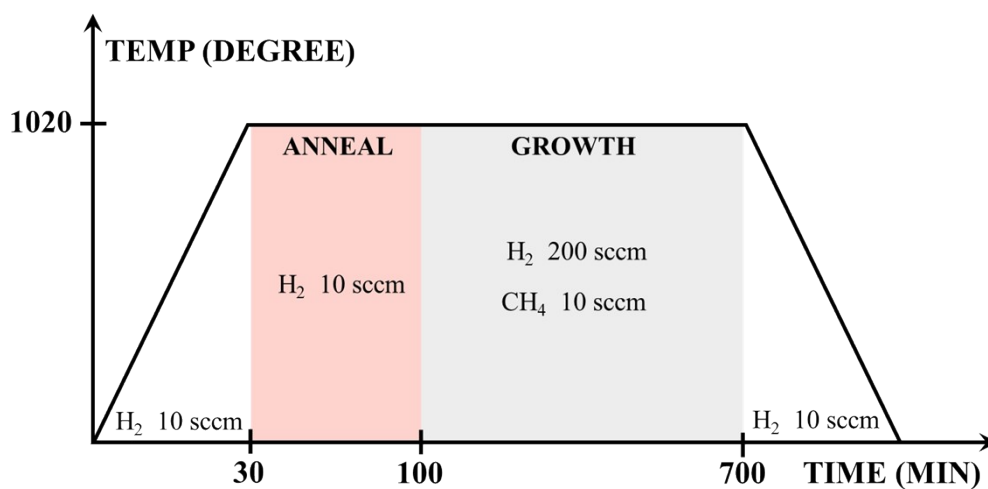 TEMP (DEGREE)
1020
ANNEAL
GROWTH
H₂ 200 sccm
H₂ 10 sccm
CH₄ 10 sccm
H₂ 10 sccm
H₂ 10 sccm
30
100
700
TIME (MIN)